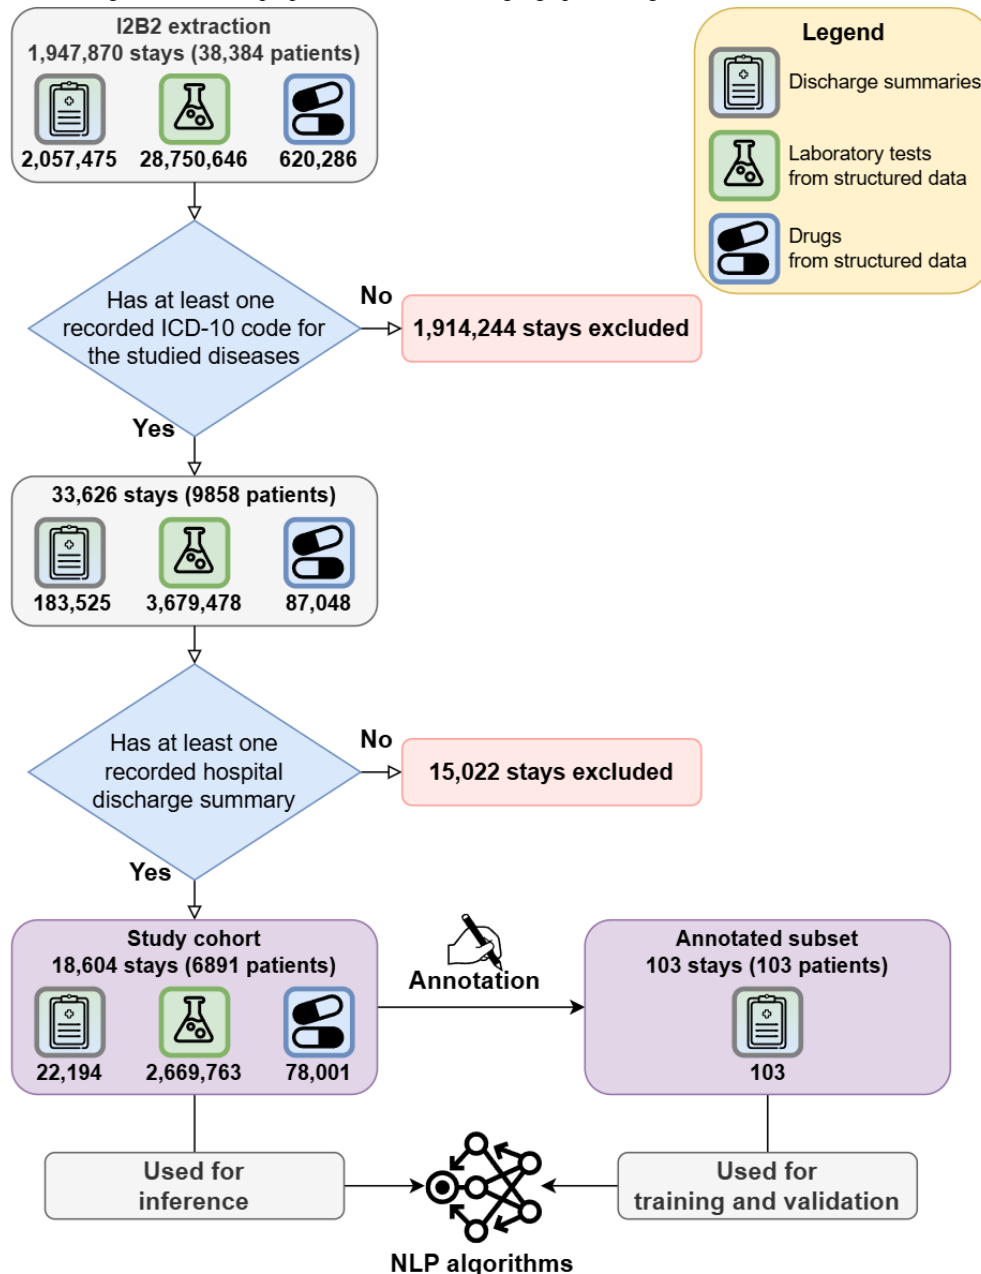 I2B2 extraction
1,947,870 stays (38,384 patients)
2,057,475 28,750,646 620,286
Legend
Discharge summaries
Laboratory tests
from structured data
Drugs
from structured data
Has at least one
recorded ICD-10 code for
the studied diseases
No
1,914,244 stays excluded
Yes
33,626 stays (9858 patients)
183,525 3,679,478 87,048
Has at least one
recorded hospital
discharge summary
No
15,022 stays excluded
Yes
Study cohort
18,604 stays (6891 patients)
22,194 2,669,763 78,001
Annotation
Annotated subset
103 stays (103 patients)
103
Used for
inference
Used for
training and validation
NLP algorithms